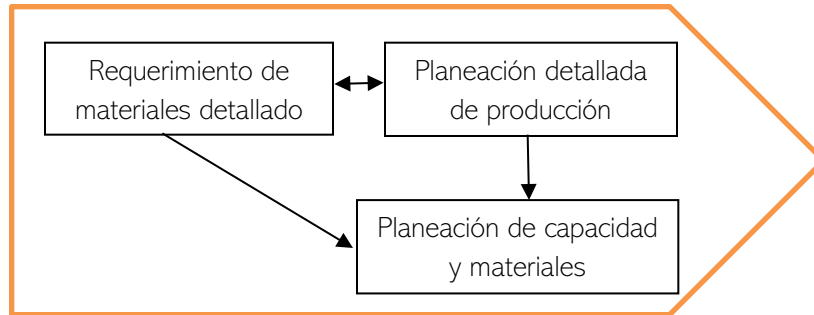 Requerimiento de
materiales detallado
Planeación detallada
de producción
Planeación de capacidad
y materiales